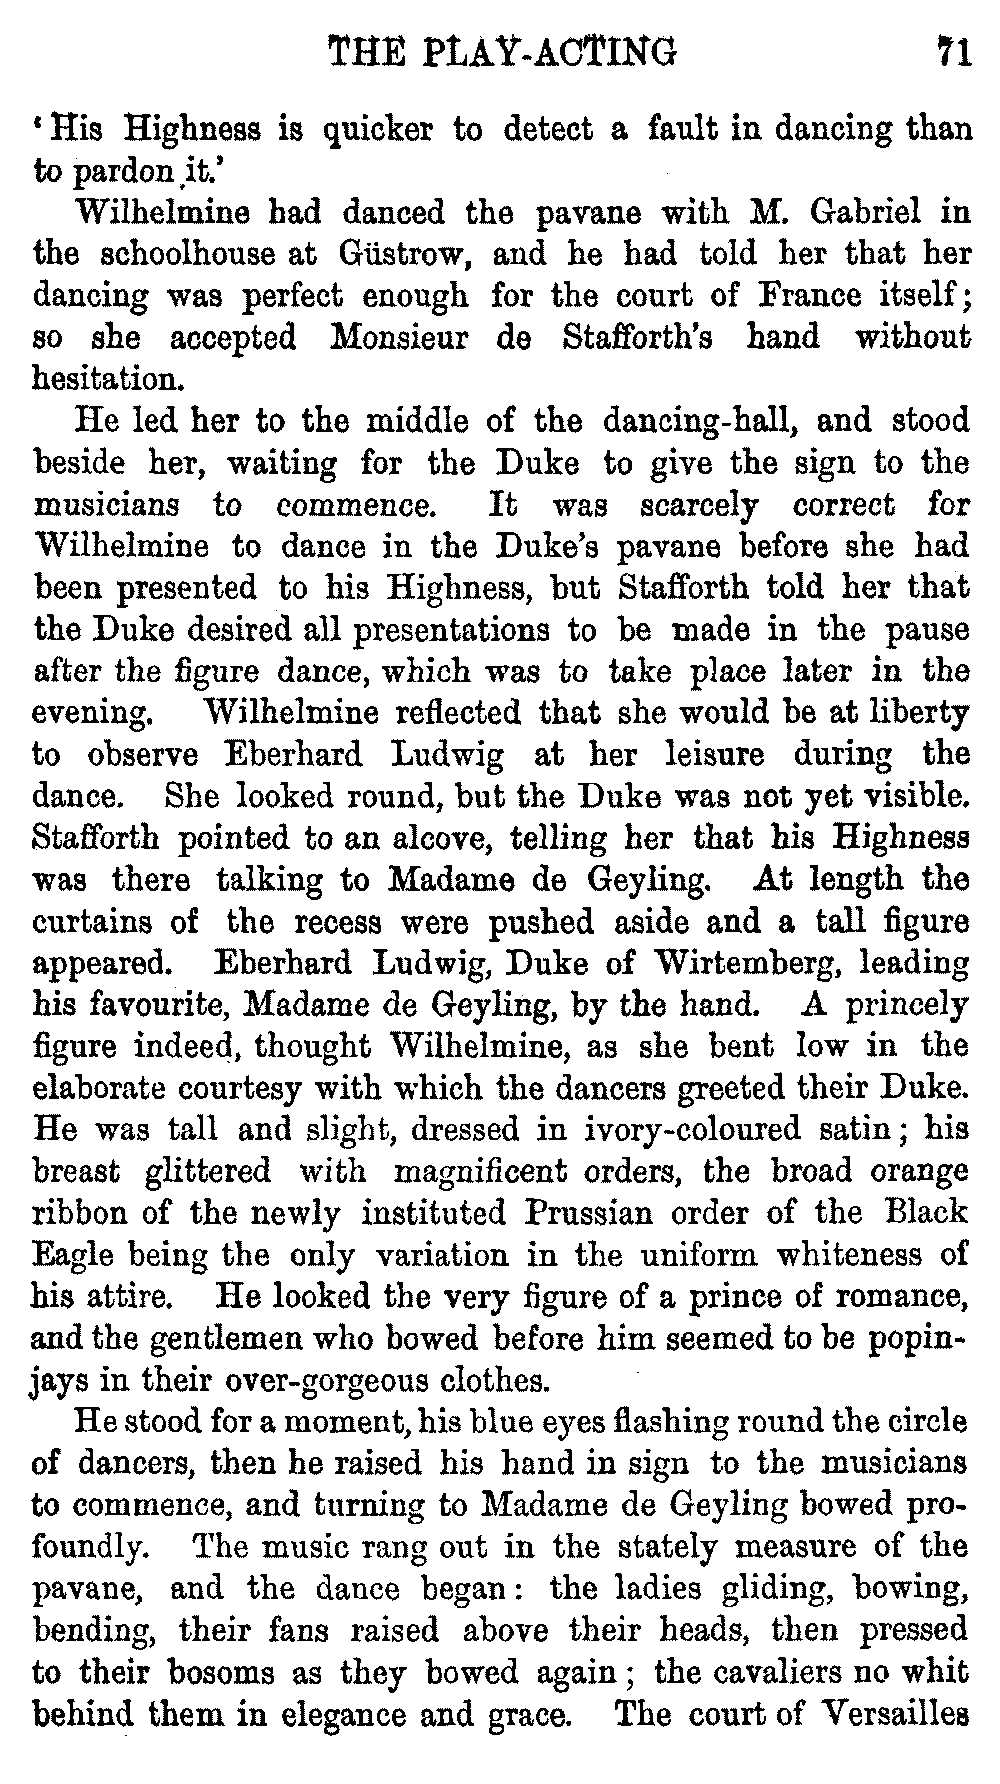 THE PLAY-ACTING 71
‘His Highness is quicker to detect a fault in dancing than
to pardon it.’
Wilhelmine had danced the pavane with M. Gabriel in
the schoolhouse at Güstrow, and he had told her that her
dancing was perfect enough for the court of France itself;
so she accepted Monsieur de Stafforth’s hand without
hesitation.
He led her to the middle of the dancing-hall, and stood
beside her, waiting for the Duke to give the sign to the
musicians to commence. It was scarcely correct for
Wilhelmine to dance in the Duke’s pavane before she had
been presented to his Highness, but Stafforth told her that
the Duke desired all presentations to be made in the pause
after the figure dance, which was to take place later in the
evening. Wilhelmine reflected that she would be at liberty
to observe Eberhard Ludwig at her leisure during the
dance. She looked round, but the Duke was not yet visible.
Stafforth pointed to an alcove, telling her that his Highness
was there talking to Madame de Geyling. At length the
curtains of the recess were pushed aside and a tall figure
appeared. Eberhard Ludwig, Duke of Wirtemberg, leading
his favourite, Madame de Geyling, by the hand. A princely
figure indeed, thought Wilhelmine, as she bent low in the
elaborate courtesy with which the dancers greeted their Duke.
He was tall and slight, dressed in ivory-coloured satin; his
breast glittered with magnificent orders, the broad orange
ribbon of the newly instituted Prussian order of the Black
Eagle being the only variation in the uniform whiteness of
his attire. He looked the very figure of a prince of romance,
and the gentlemen who bowed before him seemed to be popin-
jays in their over-gorgeous clothes.
He stood for a moment, his blue eyes flashing round the circle
of dancers, then he raised his hand in sign to the musicians
to commence, and turning to Madame de Geyling bowed pro-
foundly. The music rang out in the stately measure of the
pavane, and the dance began: the ladies gliding, bowing,
bending, their fans raised above their heads, then pressed
to their bosoms as they bowed again; the cavaliers no whit
behind them in elegance and grace. The court of Versailles